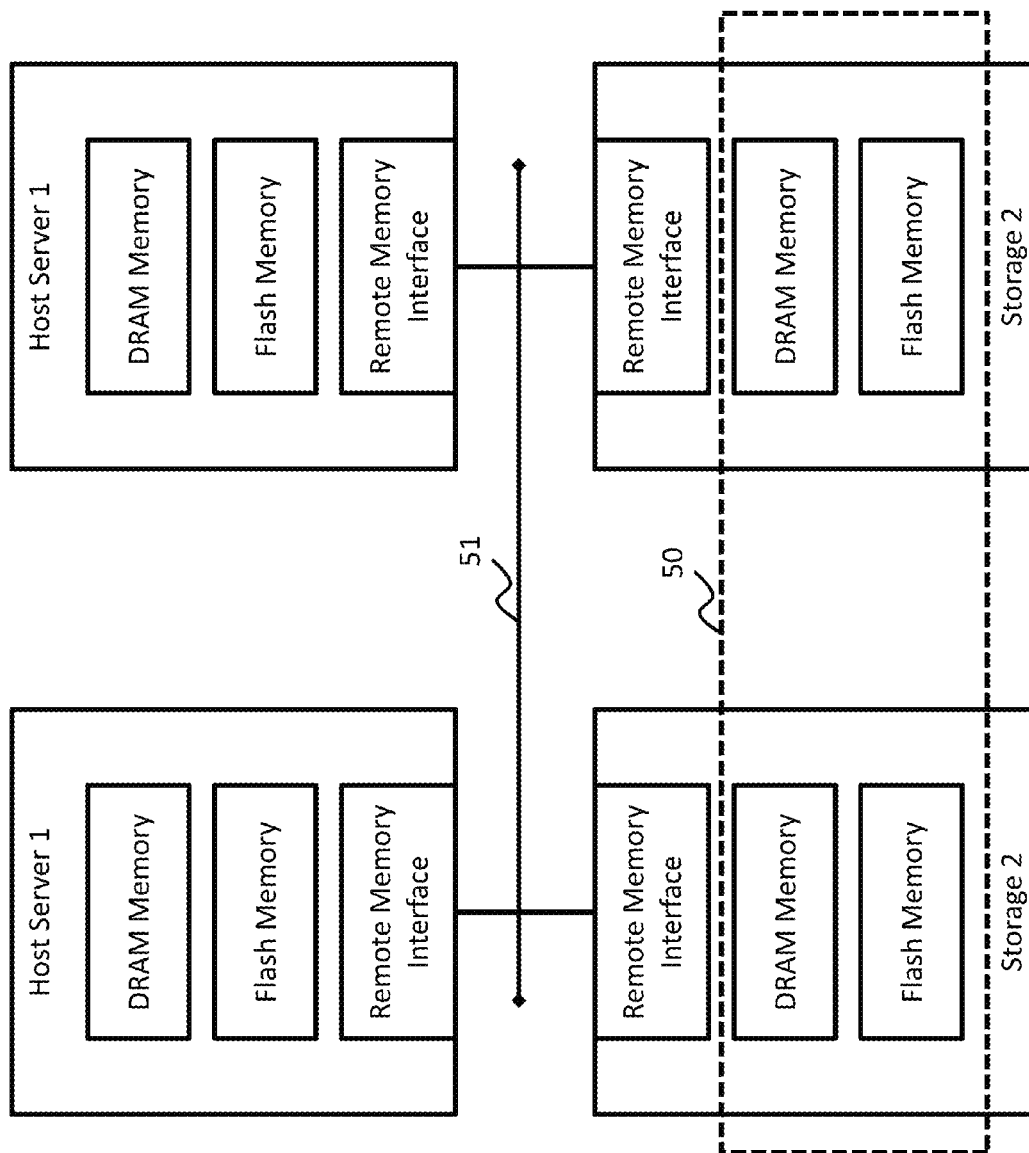 Host Server 1
DRAM Memory
Flash Memory
Remote Memory
Interface
Host Server 1
DRAM Memory
Flash Memory
Remote Memory
Interface
51
Remote Memory
Interface
DRAM Memory
Flash Memory
Storage 2
50
Remote Memory
Interface
DRAM Memory
Flash Memory
Storage 2